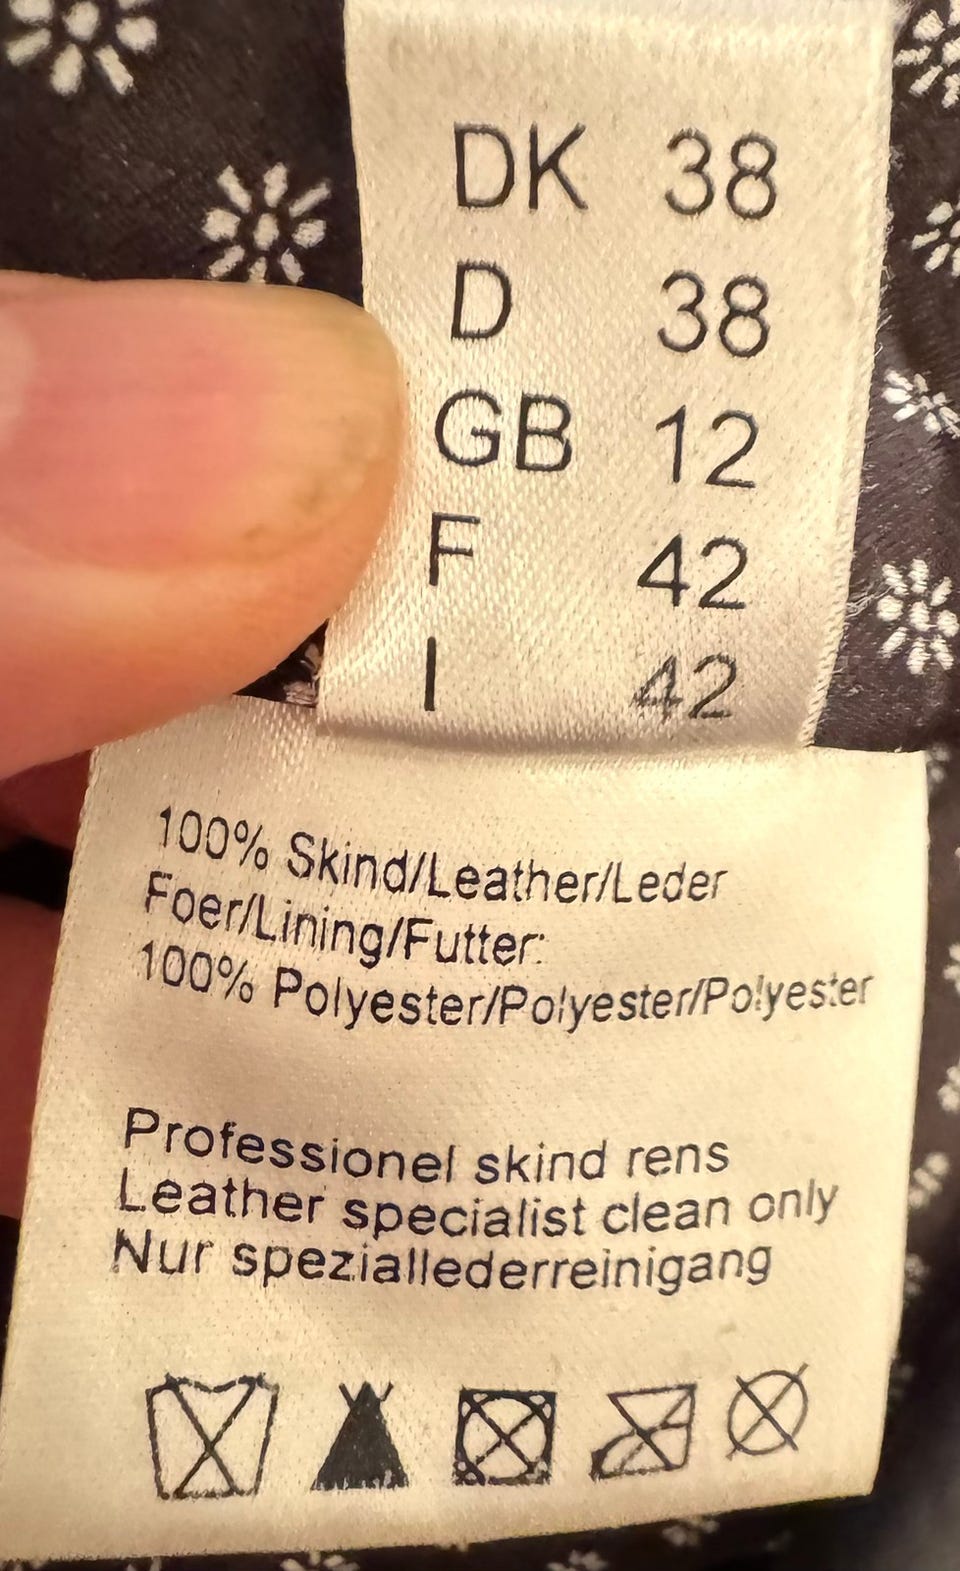 DK 38
D 38
GB 12
F 42
I 42
100% Skind/Leather/Leder
Foer/Lining/Futter:
100% Polyester/Polyester/Polyester
Professionel skind rens
Leather specialist clean only
Nur speziallederreinigang